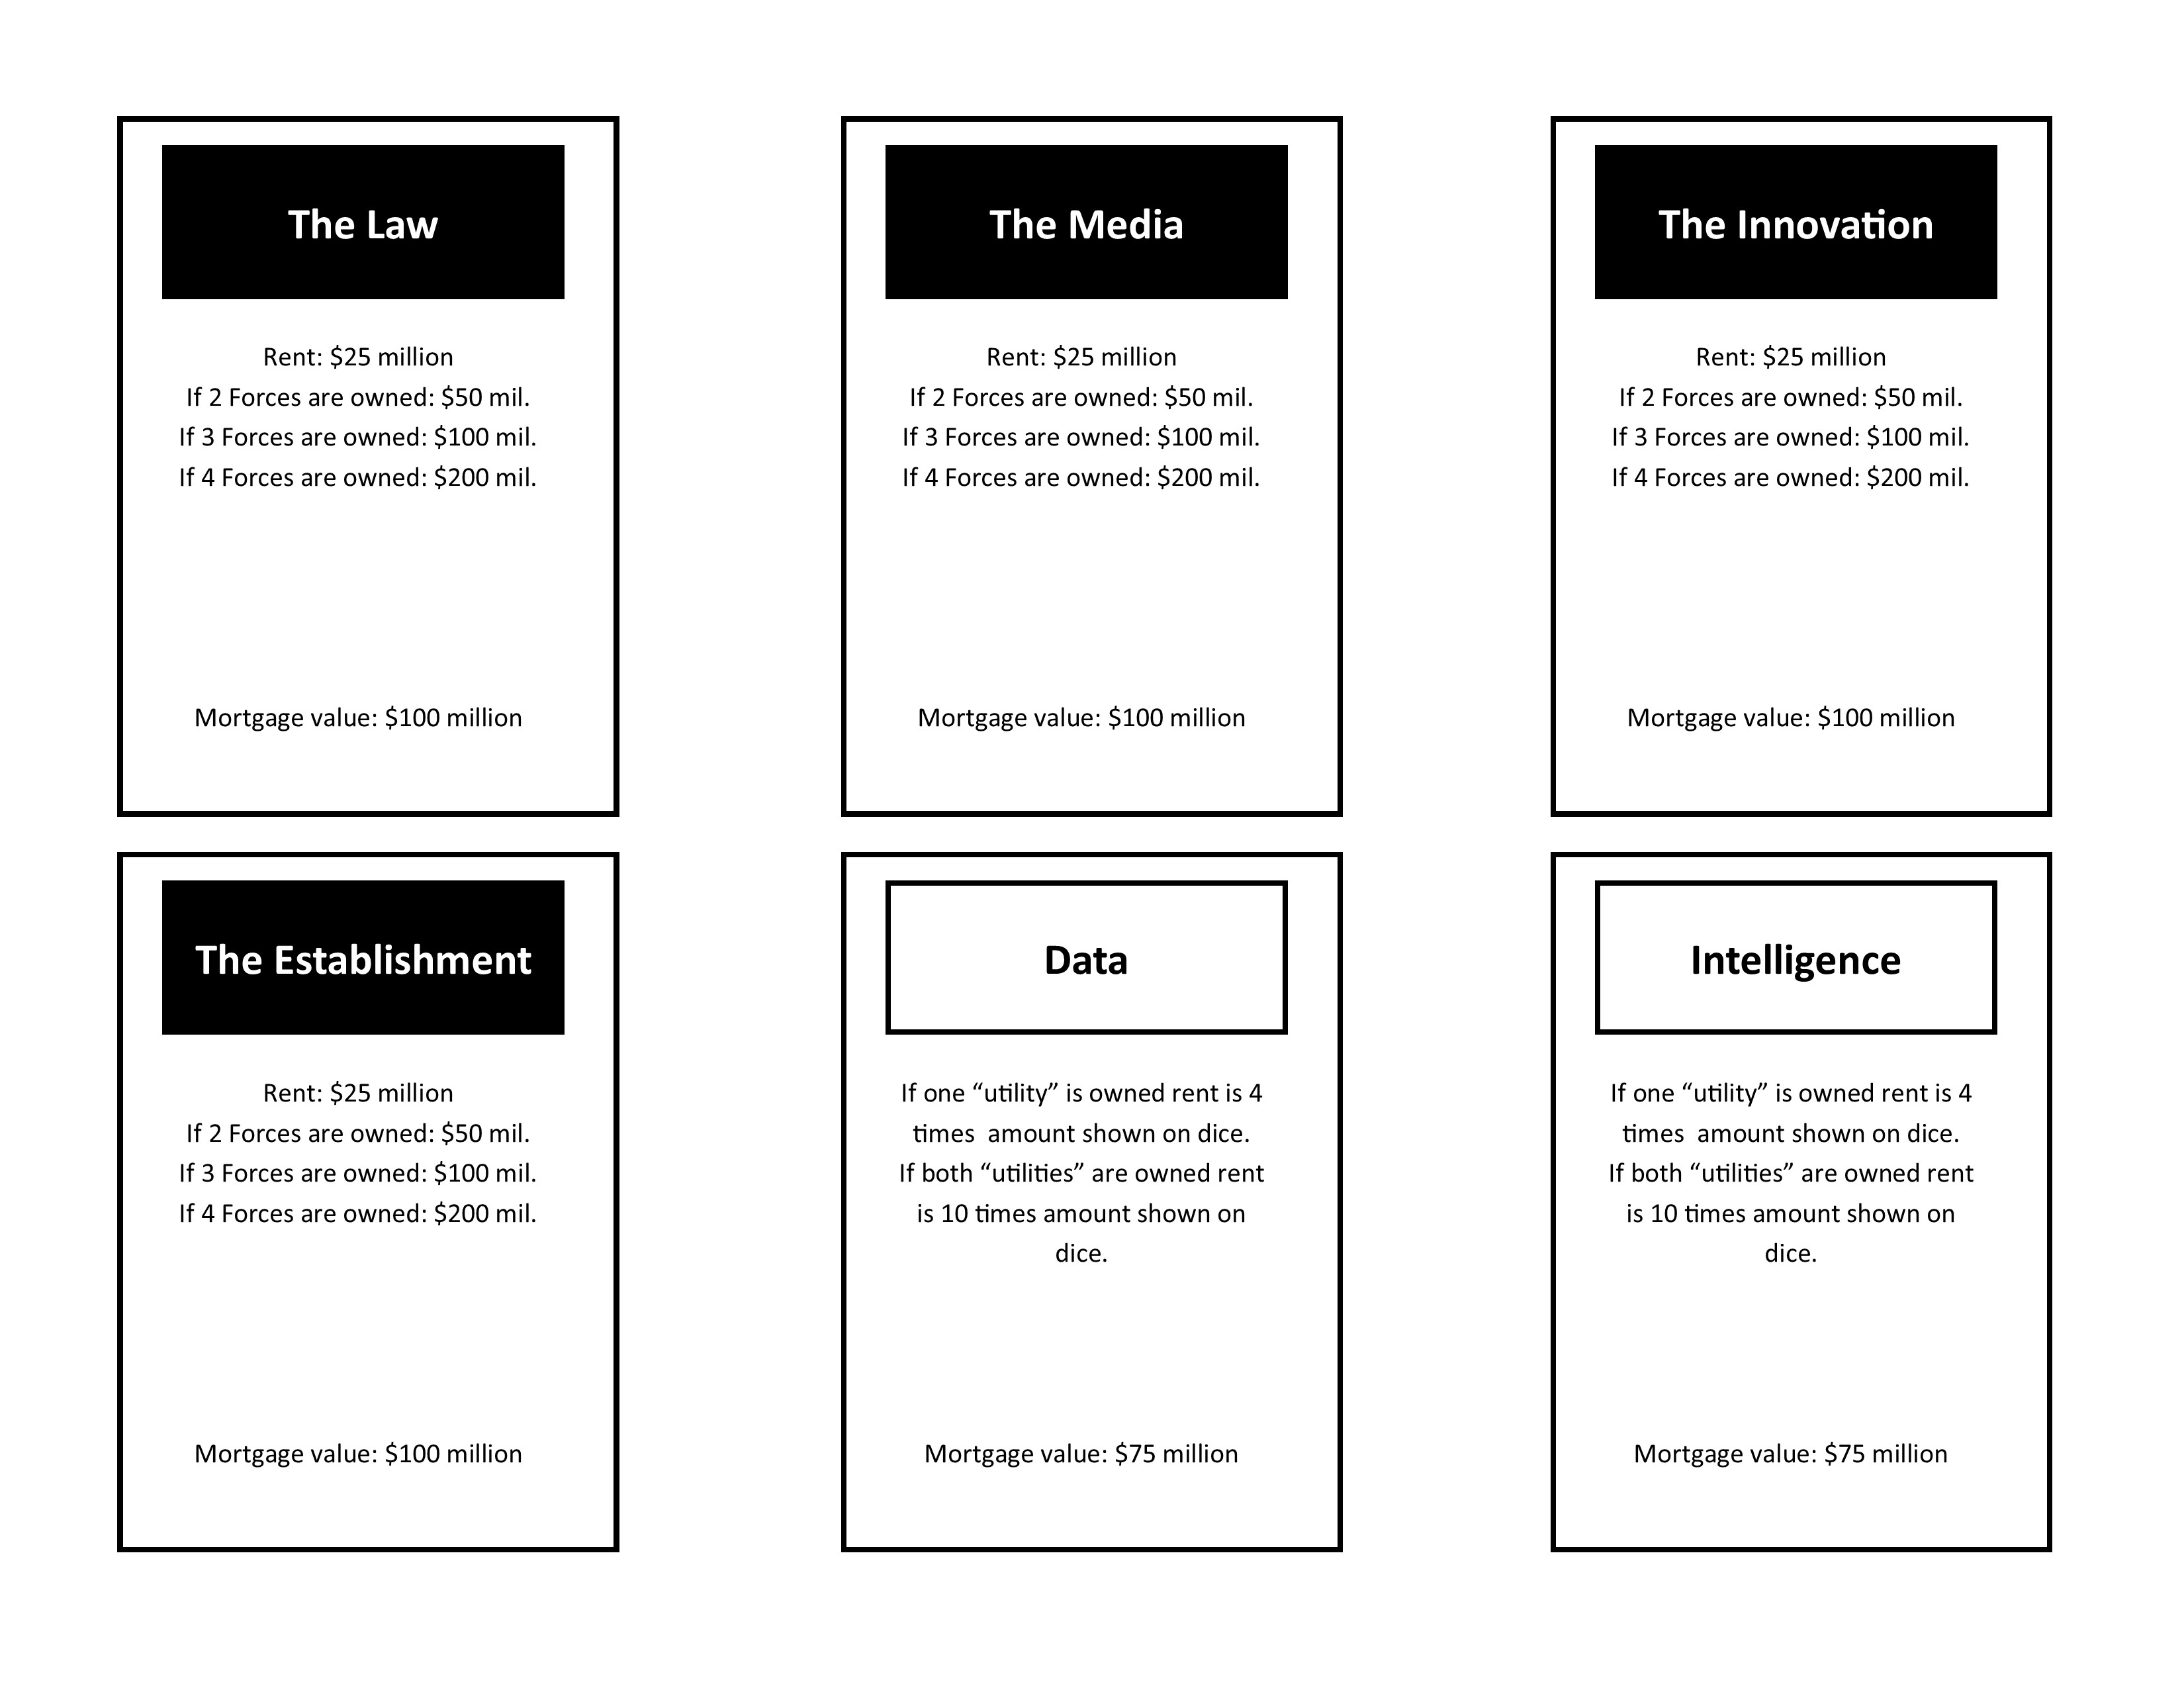 The Law
Rent: $25 million
If 2 Forces are owned: $50 mil.
If 3 Forces are owned: $100 mil.
If 4 Forces are owned: $200 mil.
Mortgage value: $100 million
The Media
Rent: $25 million
If 2 Forces are owned: $50 mil.
If 3 Forces are owned: $100 mil.
If 4 Forces are owned: $200 mil.
Mortgage value: $100 million
The Innovation
Rent: $25 million
If 2 Forces are owned: $50 mil.
If 3 Forces are owned: $100 mil.
If 4 Forces are owned: $200 mil.
Mortgage value: $100 million
The Establishment
Rent: $25 million
If 2 Forces are owned: $50 mil.
If 3 Forces are owned: $100 mil.
If 4 Forces are owned: $200 mil.
Mortgage value: $100 million
Data
If one “utility” is owned rent is 4
times  amount shown on dice.
If both “utilities” are owned rent
is 10 times amount shown on
dice.
Mortgage value: $75 million
Intelligence
If one “utility” is owned rent is 4
times  amount shown on dice.
If both “utilities” are owned rent
is 10 times amount shown on
dice.
Mortgage value: $75 million